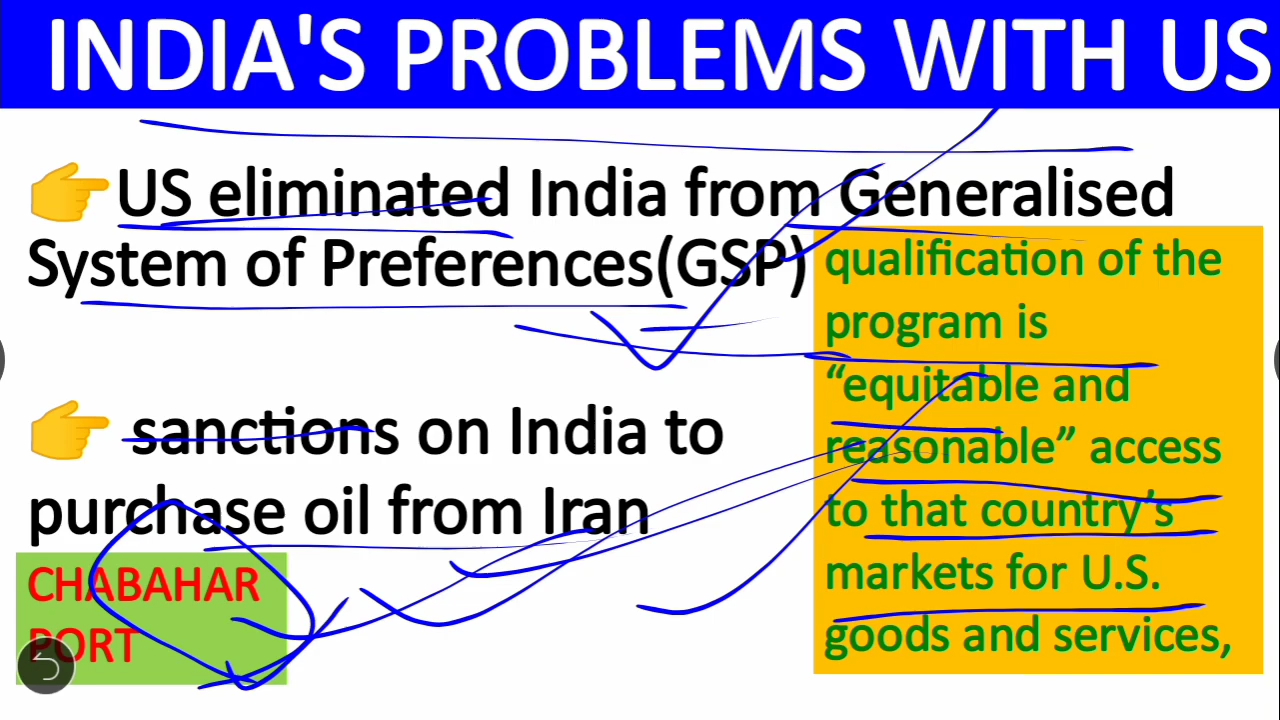 INDIA'S PROBLEMS WITH US
👉US eliminated India from Generalised
System of Preferences(GSP)
qualification of the
program is
“equitable and
reasonable” access
to that country’s
markets for U.S.
goods and services,
👉 sanctions on India to
purchase oil from Iran
CHABAHAR
PORT